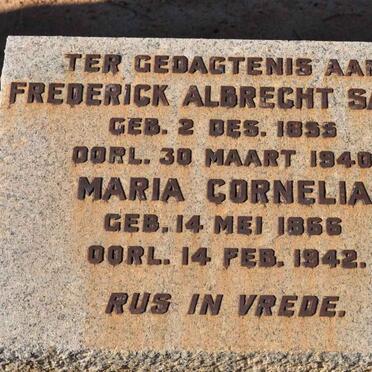 TER GEDAGTENIS AAN
FREDERICK ALBRECHT
GEB. 2 DES. 1855
OORL. 30 MAART 1940
MARIA CORNELIA
GEB. 14 MEI 1866
OORL. 14 FEB. 1942.
RUS IN VREDE.